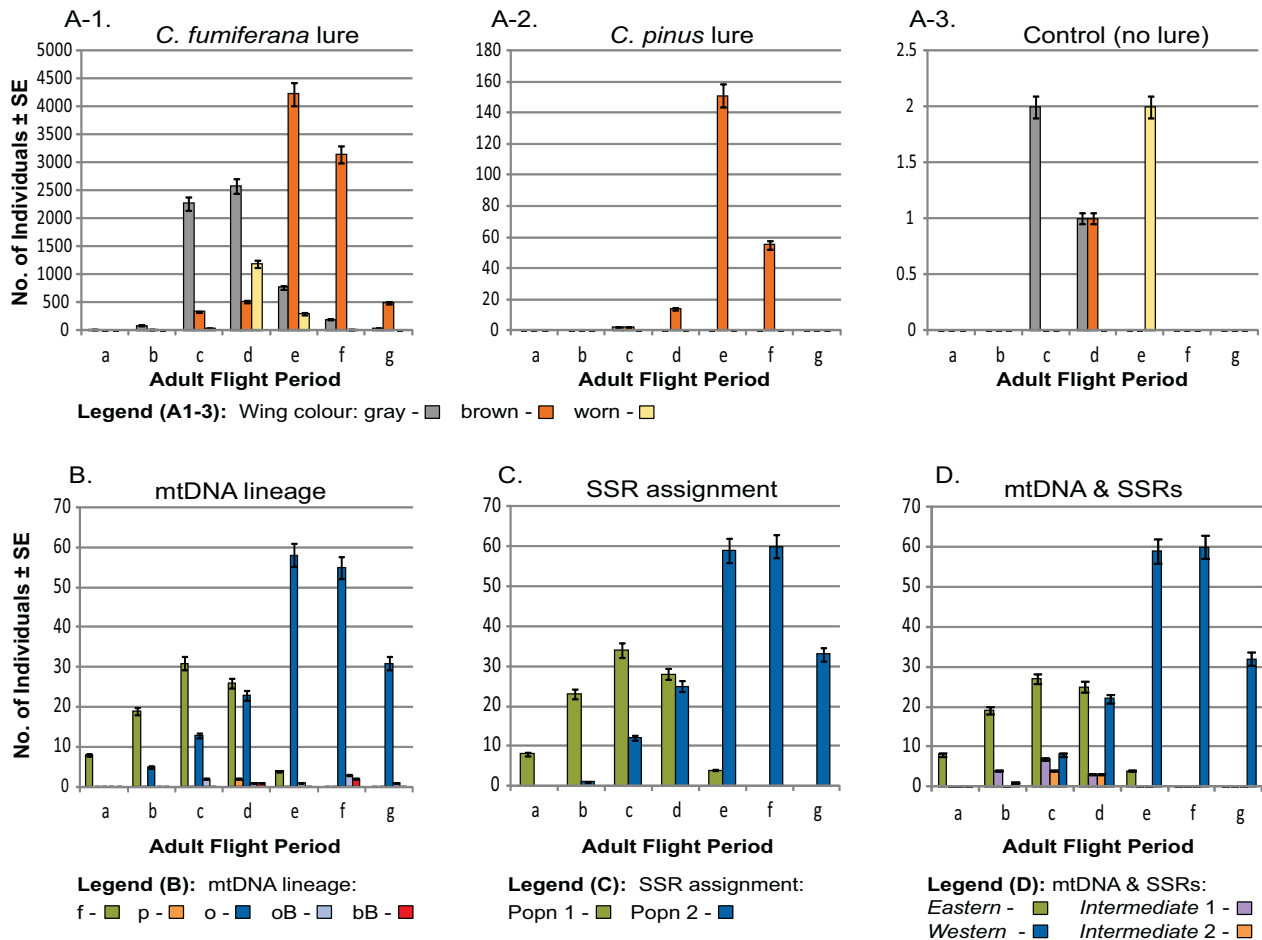 A-1.
C. fumiferana lure
No. of Individuals ± SE
5000
4500
4000
3500
3000
2500
2000
1500
1000
500
0
a b c d e f g
Adult Flight Period
A-2.
C. pinus lure
180
160
140
120
100
80
60
40
20
0
a b c d e f g
Adult Flight Period
A-3.
Control (no lure)
2.5
2
1.5
1
0.5
0
a b c d e f g
Adult Flight Period
Legend (A1-3): Wing colour: gray - brown - worn -
B.
mtDNA lineage
No. of Individuals ± SE
70
60
50
40
30
20
10
0
a b c d e f g
Adult Flight Period
Legend (B): mtDNA lineage:
f - p - o - oB - bB -
C.
SSR assignment
70
60
50
40
30
20
10
0
a b c d e f g
Adult Flight Period
Legend (C): SSR assignment:
Popn 1 - Popn 2 -
D.
mtDNA & SSRs
70
60
50
40
30
20
10
0
a b c d e f g
Adult Flight Period
Legend (D): mtDNA & SSRs:
Eastern - Intermediate 1 -
Western - Intermediate 2 -